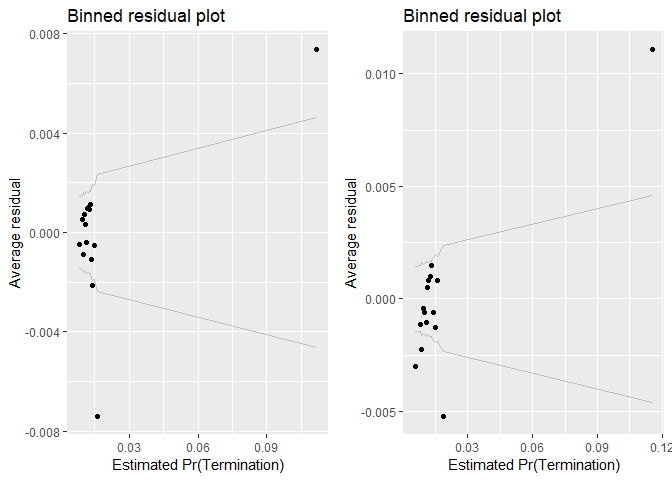 Binned residual plot
0.008
0.004
0.000
-0.004
-0.008
Average residual
0.03 0.06 0.09
Estimated Pr(Termination)
Binned residual plot
0.010
0.005
0.000
-0.005
Average residual
0.03 0.06 0.09 0.12
Estimated Pr(Termination)